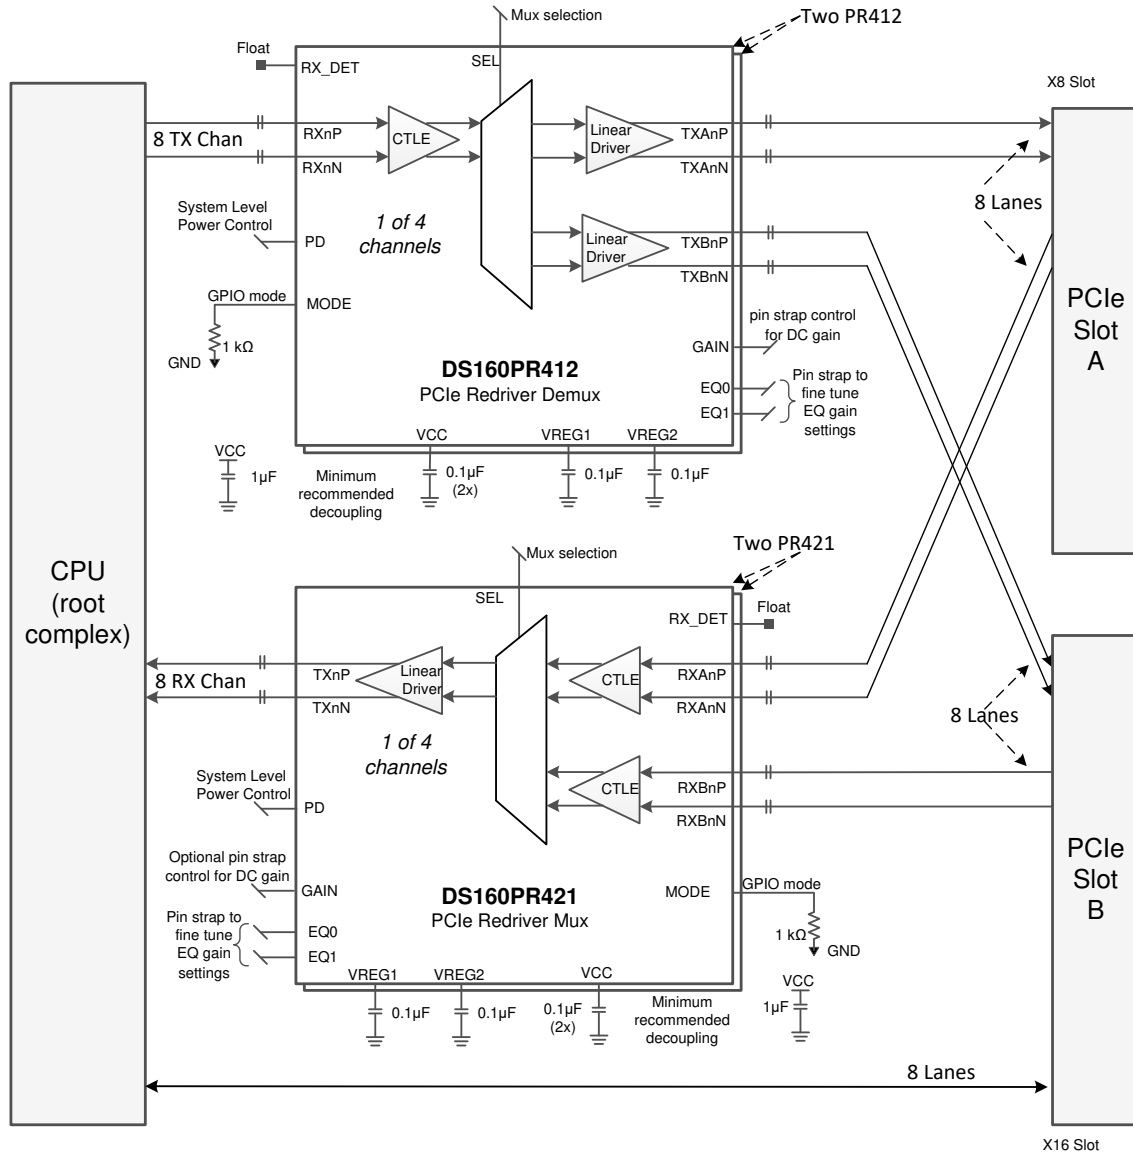 Mux selection
Two PR412
Float
RX_DET
SEL
X8 Slot
8 TX Chan
RXnP
RXnN
CTLE
Linear
Driver
TXAnP
TXAnN
8 Lanes
System Level
Power Control
PD
1 of 4
channels
Linear
Driver
TXBnP
TXBnN
GPIO mode
MODE
1 kΩ
GND
pin strap control
for DC gain
GAIN
PCIe
Slot
A
DS160PR412
PCIe Redriver Demux
EQ0
EQ1
Pin strap to
fine tune
EQ gain
settings
VCC
VREG1
VREG2
VCC
1µF
Minimum
recommended
decoupling
0.1µF
(2x)
0.1µF
0.1µF
CPU
(root
complex)
Mux selection
Two PR421
SEL
RX_DET
Float
8 RX Chan
TXnP
TXnN
Linear
Driver
CTLE
RXAnP
RXAnN
8 Lanes
1 of 4
channels
System Level
Power Control
PD
CTLE
RXBnP
RXBnN
Optional pin strap
control for DC gain
GAIN
DS160PR421
PCIe Redriver Mux
MODE
GPIO mode
1 kΩ
GND
PCIe
Slot
B
Pin strap to
fine tune
EQ gain
settings
EQ0
EQ1
VREG1
VREG2
VCC
0.1µF
0.1µF
0.1µF
(2x)
Minimum
recommended
decoupling
VCC
1µF
8 Lanes
X16 Slot